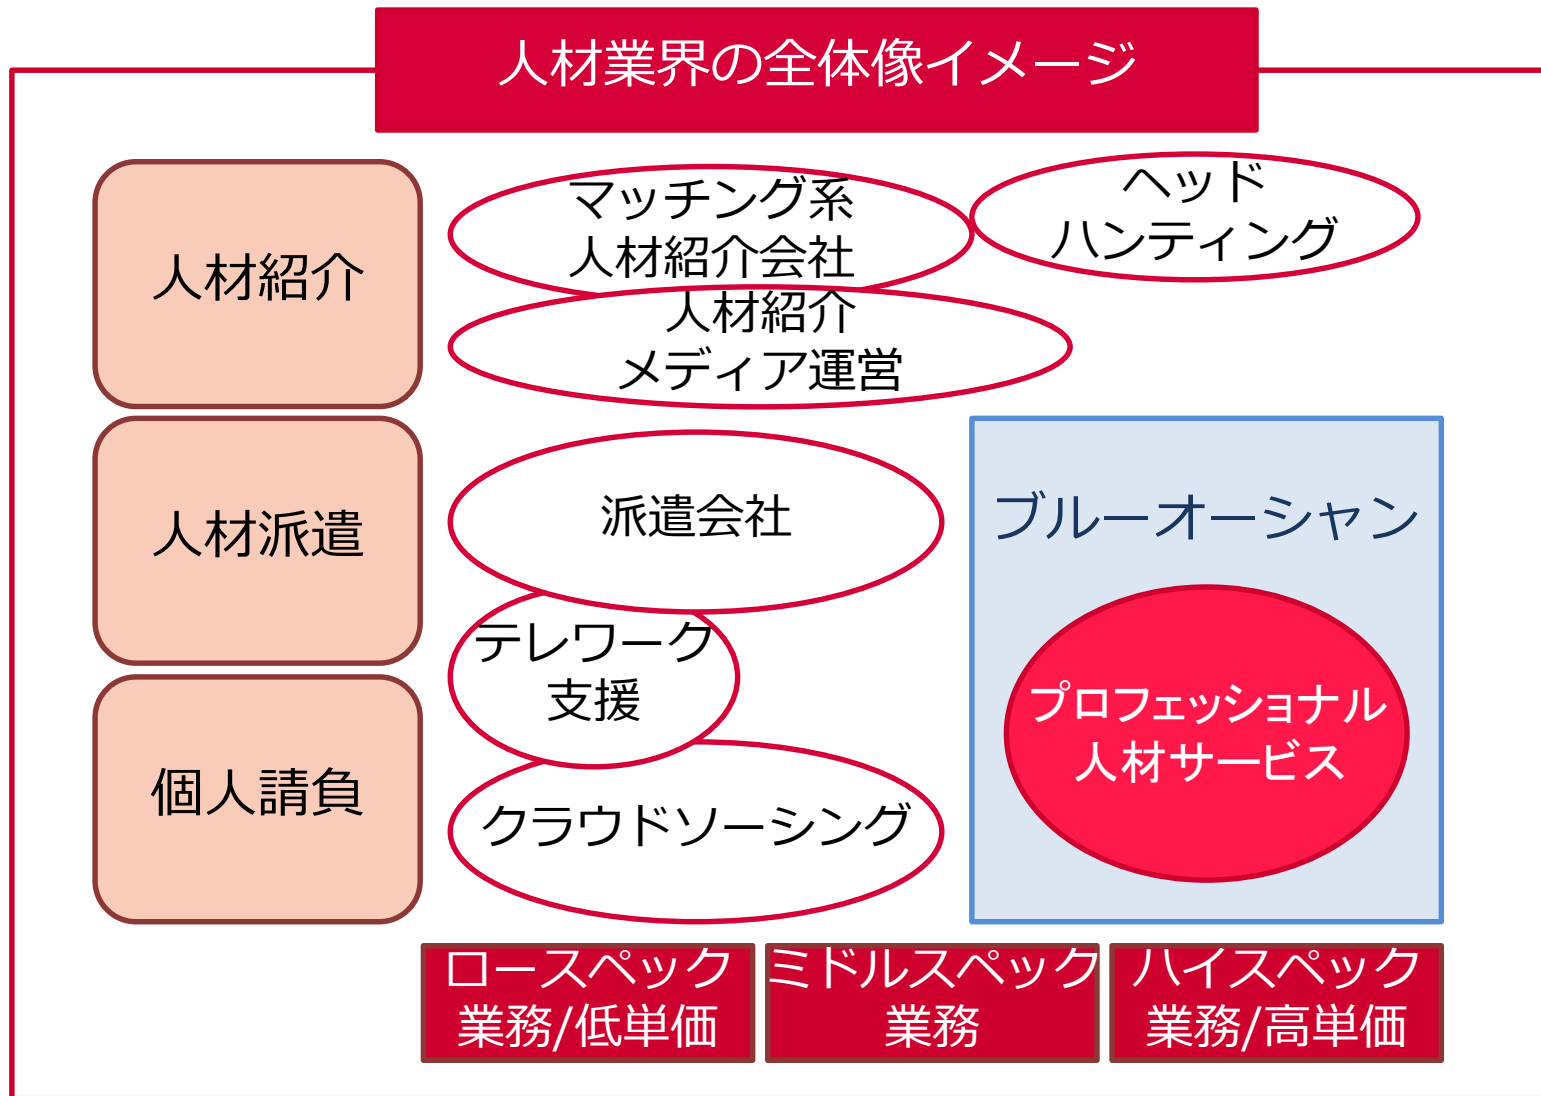 人材業界の全体像イメージ
人材紹介
マッチング系
人材紹介会社
ヘッド
ハンティング
人材紹介
メディア運営
人材派遣
派遣会社
ブルーオーシャン
テレワーク
支援
プロフェッショナル
人材サービス
個人請負
クラウドソーシング
ロースペック
業務/低単価
ミドルスペック
業務
ハイスペック
業務/高単価